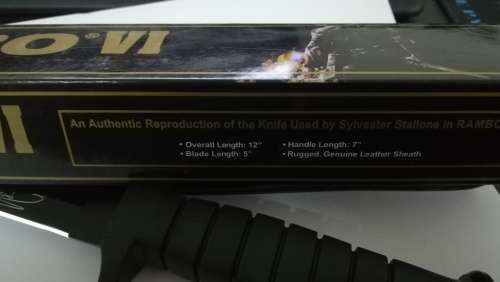 O® VI
VI
An Authentic Reproduction of the Knife Used by Sylvester Stallone in RAMBO
• Overall Length: 12" • Handle Length: 7"
• Blade Length: 5" • Rugged, Genuine Leather Sheath